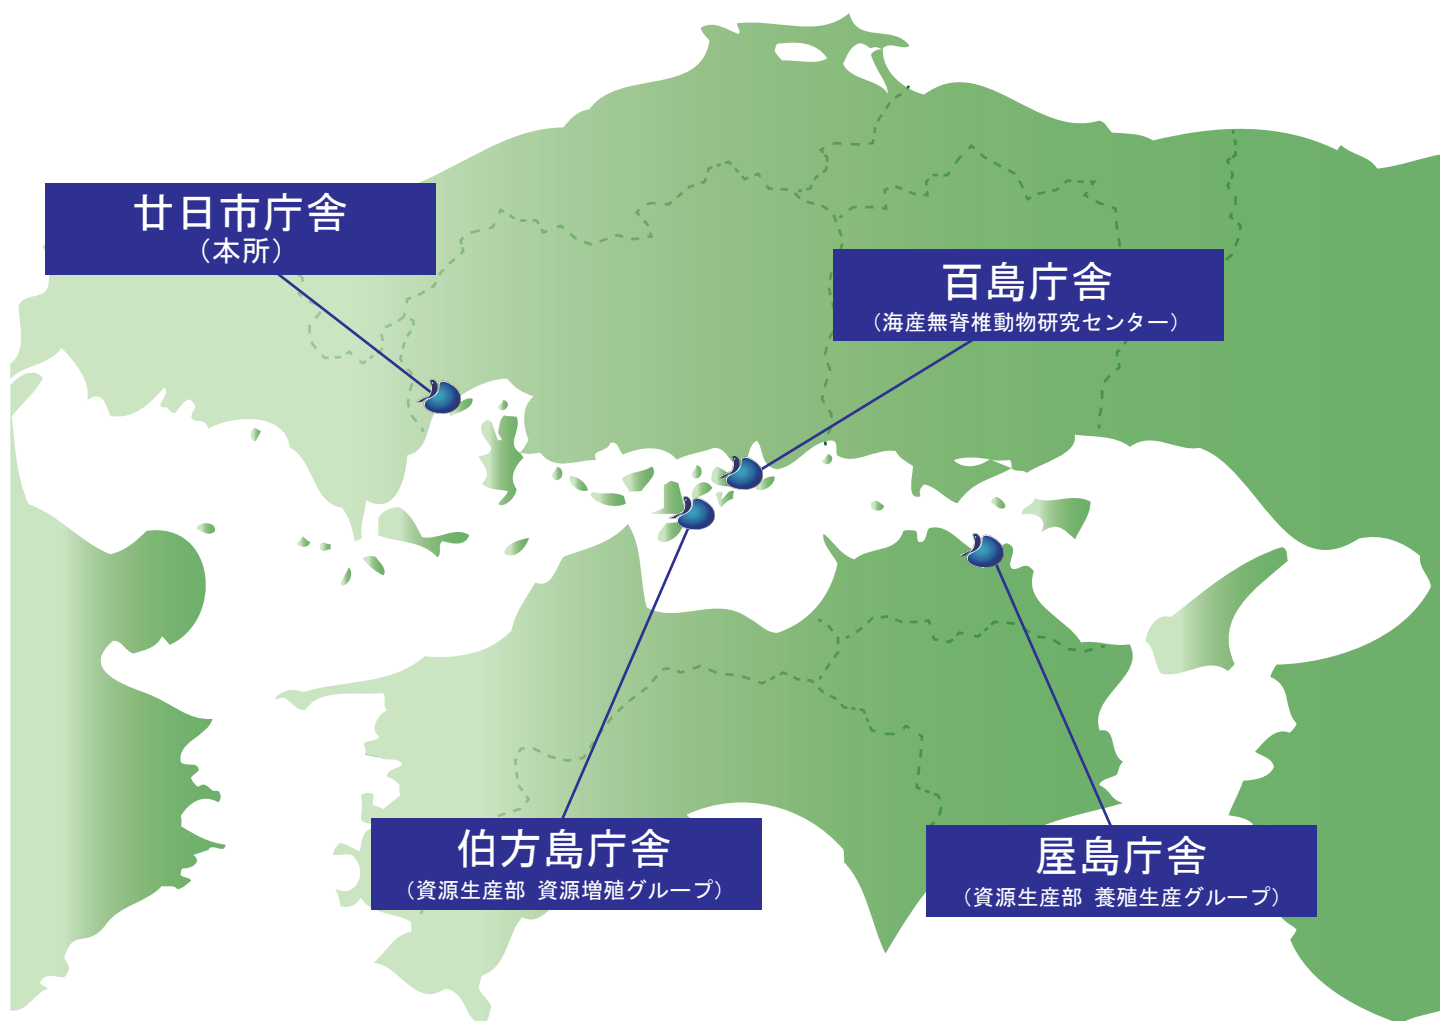 廿日市庁舎
（本所）
百島庁舎
（海産無脊椎動物研究センター）
伯方島庁舎
（資源生産部 資源増殖グループ）
屋島庁舎
（資源生産部 養殖生産グループ）